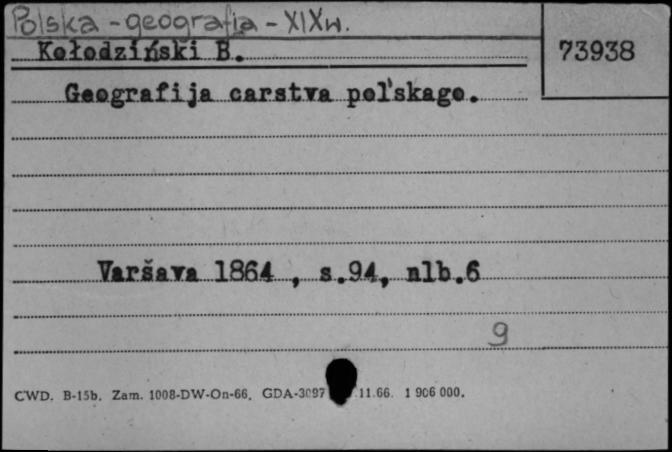 Polska - geografia - XIXw.
Kołodziński B.
73938
Geografija carstva pol'skago.
Varšava 1864 , s.94, nlb.6
9
CWD. B-15b. Zam. 1008-DW-On-66. GDA-3097 11.66. 1 906 000.